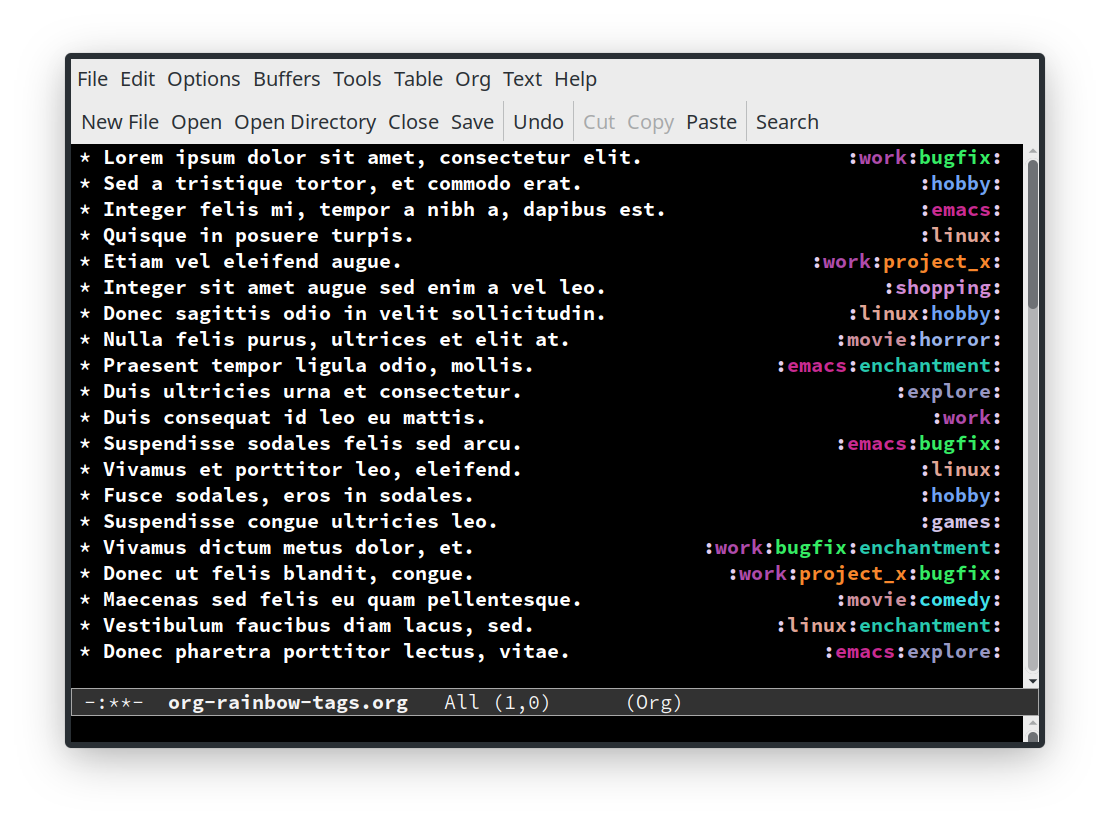 File Edit Options Buffers Tools Table Org Text Help
New File Open Open Directory Close Save Undo Cut Copy Paste Search
* Lorem ipsum dolor sit amet, consectetur elit. :work:bugfix:
* Sed a tristique tortor, et commodo erat. :hobby:
* Integer felis mi, tempor a nibh a, dapibus est. :emacs:
* Quisque in posuere turpis. :linux:
* Etiam vel eleifend augue. :work:project_x:
* Integer sit amet augue sed enim a vel leo. :shopping:
* Donec sagittis odio in velit sollicitudin. :linux:hobby:
* Nulla felis purus, ultrices et elit at. :movie:horror:
* Praesent tempor ligula odio, mollis. :emacs:enchantment:
* Duis ultricies urna et consectetur. :explore:
* Duis consequat id leo eu mattis. :work:
* Suspendisse sodales felis sed arcu. :emacs:bugfix:
* Vivamus et porttitor leo, eleifend. :linux:
* Fusce sodales, eros in sodales. :hobby:
* Suspendisse congue ultricies leo. :games:
* Vivamus dictum metus dolor, et. :work:bugfix:enchantment:
* Donec ut felis blandit, congue. :work:project_x:bugfix:
* Maecenas sed felis eu quam pellentesque. :movie:comedy:
* Vestibulum faucibus diam lacus, sed. :linux:enchantment:
* Donec pharetra porttitor lectus, vitae. :emacs:explore:
-:**- org-rainbow-tags.org All (1,0) (Org)